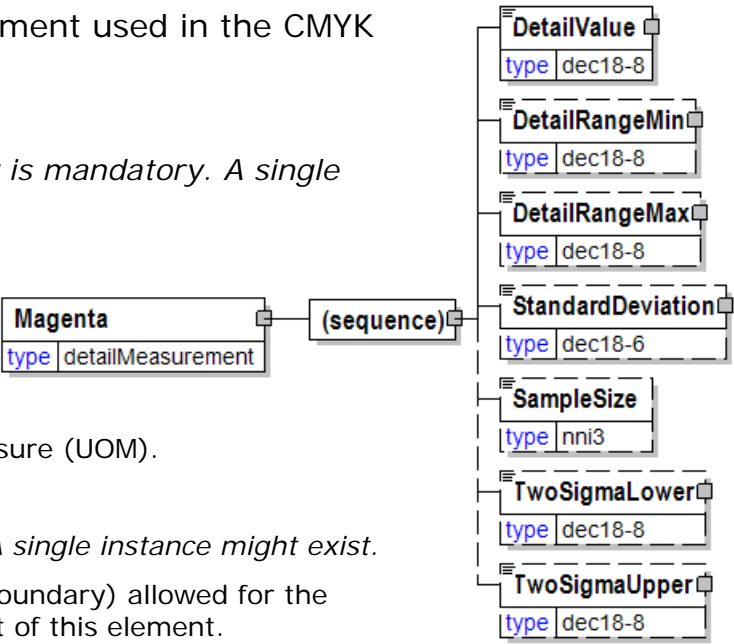 ment used in the CMYK
is mandatory. A single
sure (UOM).
A single instance might exist.
oundary) allowed for the
t of this element.
Magenta
type detailMeasurement
(sequence)
DetailValue
type dec18-8
DetailRangeMin
type dec18-8
DetailRangeMax
type dec18-8
StandardDeviation
type dec18-6
SampleSize
type nni3
TwoSigmaLower
type dec18-8
TwoSigmaUpper
type dec18-8